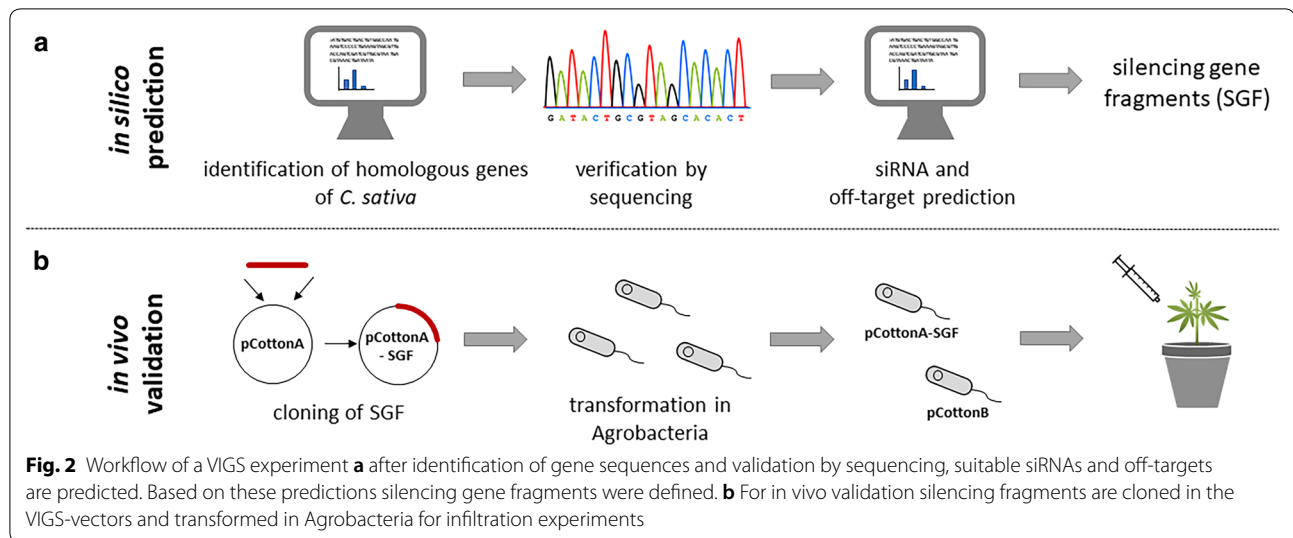 a
in silico
prediction
identification of homologous genes
of C. sativa
G A T A C T G C G T A G C A C A C T
verification by
sequencing
siRNA and
off-target prediction
silencing gene
fragments (SGF)
b
in vivo
validation
pCottonA
pCottonA
- SGF
cloning of SGF
transformation in
Agrobacteria
pCottonA-SGF
pCottonB
Fig. 2 Workflow of a VIGS experiment a after identification of gene sequences and validation by sequencing, suitable siRNAs and off-targets
are predicted. Based on these predictions silencing gene fragments were defined. b For in vivo validation silencing fragments are cloned in the
VIGS-vectors and transformed in Agrobacteria for infiltration experiments